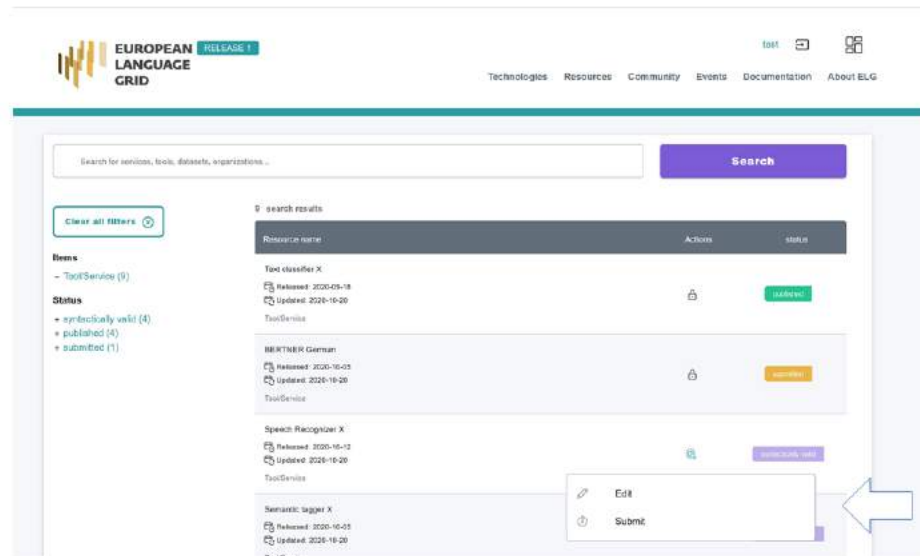 EUROPEAN RELEASE 1
LANGUAGE
GRID
test
Technologies Resources Community Events Documentation About ELG
Search for services, tools, datasets, organizations...
Search
Clear all filters
9 search results
Resource name Actions status
Items
- Tool/Service (9)
Status
+ syntactically valid (4)
+ published (4)
+ submitted (1)
Text classifier X
Released: 2020-09-18
Updated: 2020-10-20
published
Tool/Service
BERTNER German
Released: 2020-10-05
Updated: 2020-10-20
submitted
Tool/Service
Speech Recognizer X
Released: 2020-10-12
Updated: 2020-10-20
syntactically valid
Tool/Service
Edit
Submit
Semantic tagger X
Released: 2020-10-05
Updated: 2020-10-20